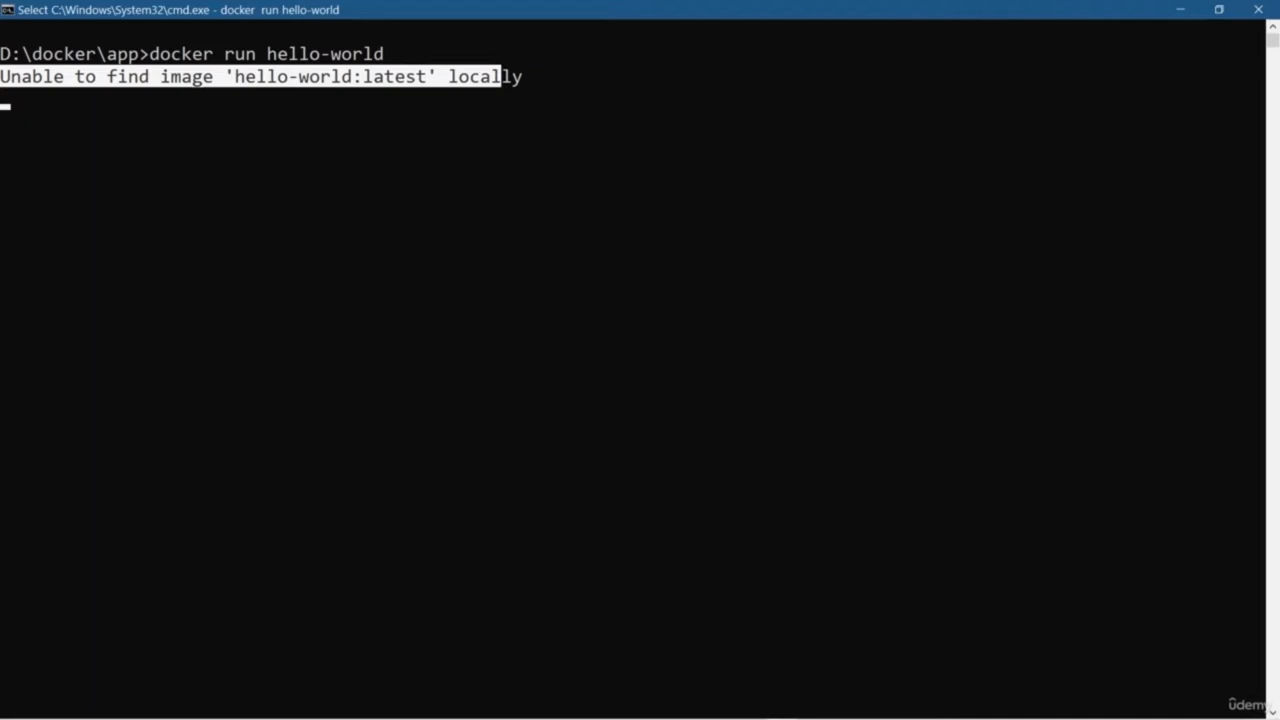 Select C:\Windows\System32\cmd.exe - docker  run hello-world
D:\docker\app>docker run hello-world
Unable to find image 'hello-world:latest' locally
ûdemy